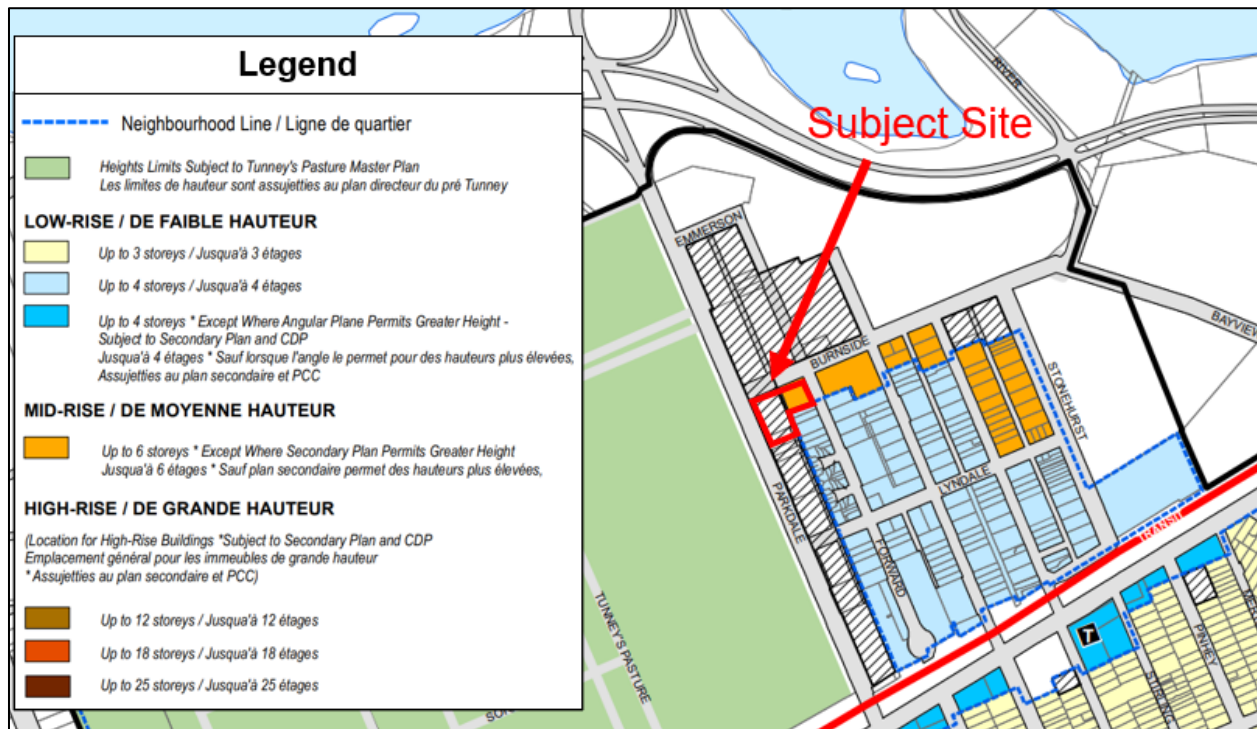 Legend
Neighbourhood Line / Ligne de quartier
Heights Limits Subject to Tunney's Pasture Master Plan
Les limites de hauteur sont assujetties au plan directeur du pré Tunney
LOW-RISE / DE FAIBLE HAUTEUR
Up to 3 storeys / Jusqu'à 3 étages
Up to 4 storeys / Jusqu'à 4 étages
Up to 4 storeys * Except Where Angular Plane Permits Greater Height -
Subject to Secondary Plan and CDP
Jusqu'à 4 étages * Sauf lorsque l'angle le permet pour des hauteurs plus élevées,
Assujetties au plan secondaire et PCC
MID-RISE / DE MOYENNE HAUTEUR
Up to 6 storeys * Except Where Secondary Plan Permits Greater Height
Jusqu'à 6 étages * Sauf plan secondaire permet des hauteurs plus élevées,
HIGH-RISE / DE GRANDE HAUTEUR
(Location for High-Rise Buildings *Subject to Secondary Plan and CDP
Emplacement général pour les immeubles de grande hauteur
* Assujetties au plan secondaire et PCC)
Up to 12 storeys / Jusqu'à 12 étages
Up to 18 storeys / Jusqu'à 18 étages
Up to 25 storeys / Jusqu'à 25 étages
Subject Site
RIVER
EMMERSON
BURNSIDE
BAYVIEW
STONEHURST
LYNDALE
PARKDALE
FORWARD
TRANSIT
TUNNEY'S PASTURE
T
PINHEY
STIRLING